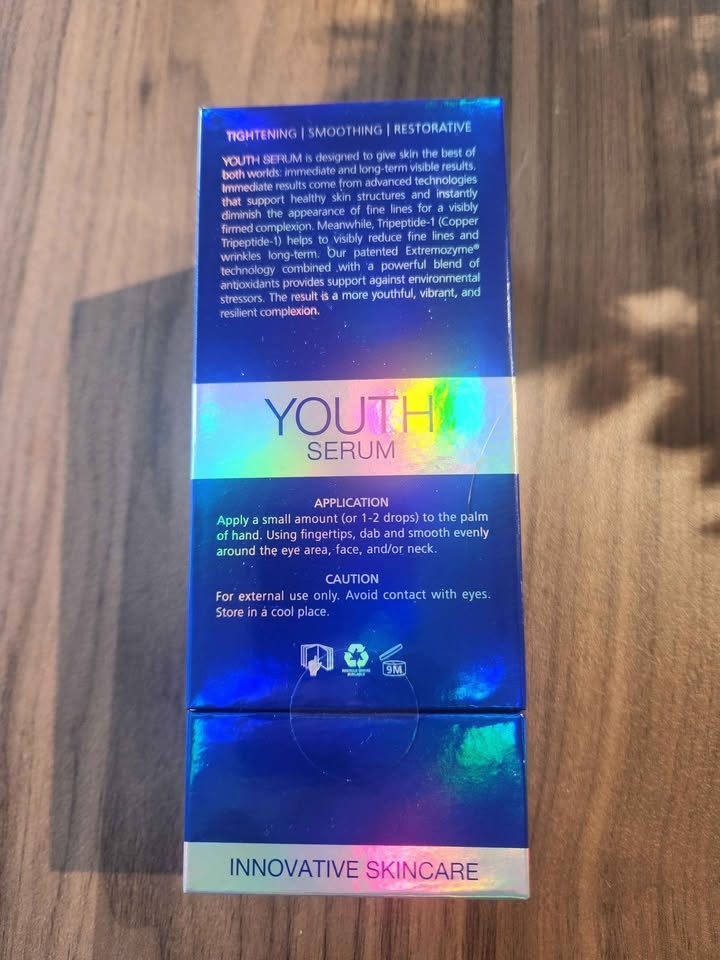 TIGHTENING | SMOOTHING | RESTORATIVE
YOUTH SERUM is designed to give skin the best of
both worlds: immediate and long-term visible results.
Immediate results come from advanced technologies
that support healthy skin structures and instantly
diminish the appearance of fine lines for a visibly
firmed complexion. Meanwhile, Tripeptide-1 (Copper
Tripeptide-1) helps to visibly reduce fine lines and
wrinkles long-term. Our patented Extremozyme®
technology combined with a powerful blend of
antioxidants provides support against environmental
stressors. The result is a more youthful, vibrant, and
resilient complexion.
YOUTH
SERUM
APPLICATION
Apply a small amount (or 1-2 drops) to the palm
of hand. Using fingertips, dab and smooth evenly
around the eye area, face, and/or neck.
CAUTION
For external use only. Avoid contact with eyes.
Store in a cool place.
9M
INNOVATIVE SKINCARE